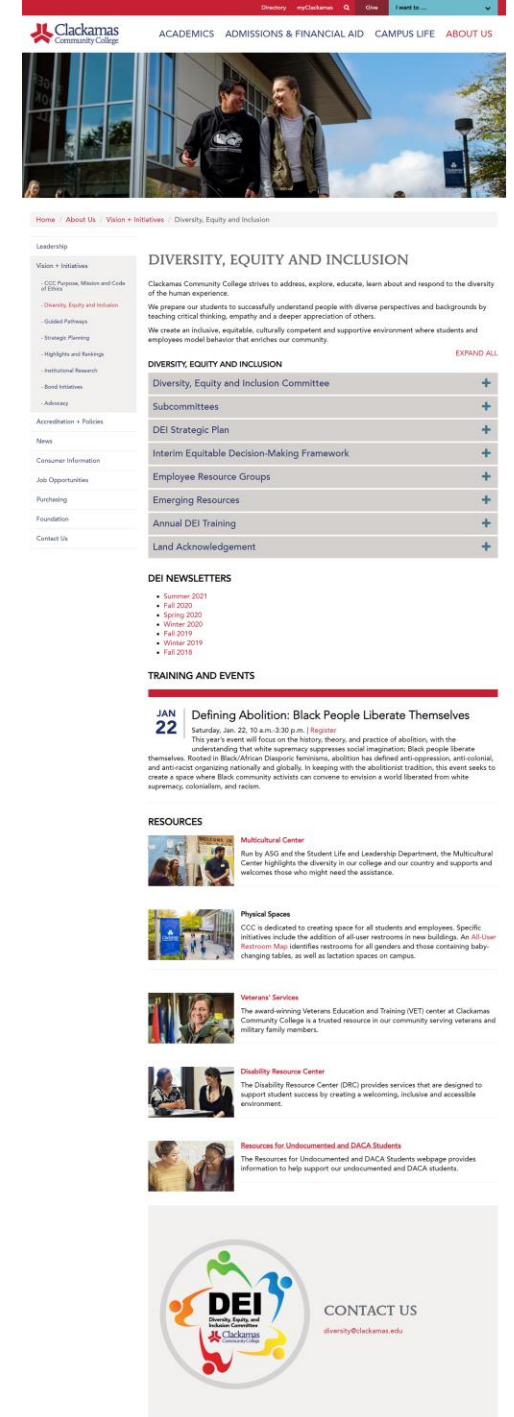 Directory myClackamas Give I want to ...
Clackamas
Community College
ACADEMICS ADMISSIONS & FINANCIAL AID CAMPUS LIFE ABOUT US
Home / About Us / Vision + Initiatives / Diversity, Equity and Inclusion
Leadership
Vision + Initiatives
- CCC Purpose, Mission and Code
of Ethics
- Diversity, Equity and Inclusion
- Guided Pathways
- Strategic Planning
- Highlights and Rankings
- Institutional Research
- Bond Initiatives
- Advocacy
Accreditation + Policies
News
Consumer Information
Job Opportunities
Purchasing
Foundation
Contact Us
DIVERSITY, EQUITY AND INCLUSION
Clackamas Community College strives to address, explore, educate, learn about and respond to the diversity
of the human experience.
We prepare our students to successfully understand people with diverse perspectives and backgrounds by
teaching critical thinking, empathy and a deeper appreciation of others.
We create an inclusive, equitable, culturally competent and supportive environment where students and
employees model behavior that enriches our community.
EXPAND ALL
DIVERSITY, EQUITY AND INCLUSION
Diversity, Equity and Inclusion Committee
Subcommittees
DEI Strategic Plan
Interim Equitable Decision-Making Framework
Employee Resource Groups
Emerging Resources
Annual DEI Training
Land Acknowledgement
DEI NEWSLETTERS
• Summer 2021
• Fall 2020
• Spring 2020
• Winter 2020
• Fall 2019
• Winter 2019
• Fall 2018
TRAINING AND EVENTS
JAN
22
Defining Abolition: Black People Liberate Themselves
Saturday, Jan. 22, 10 a.m.-3:30 p.m. | Register
This year's event will focus on the history, theory, and practice of abolition, with the
understanding that white supremacy suppresses social imagination; Black people liberate
themselves. Rooted in Black/African Diasporic feminisms, abolition has defined anti-oppression, anti-colonial,
and anti-racist organizing nationally and globally. In keeping with the abolitionist tradition, this event seeks to
create a space where Black community activists can convene to envision a world liberated from white
supremacy, colonialism, and racism.
RESOURCES
Multicultural Center
Run by ASG and the Student Life and Leadership Department, the Multicultural
Center highlights the diversity in our college and our country and supports and
welcomes those who might need the assistance.
Physical Spaces
CCC is dedicated to creating space for all students and employees. Specific
initiatives include the addition of all-user restrooms in new buildings. An All-User
Restroom Map identifies restrooms for all genders and those containing baby-
changing tables, as well as lactation spaces on campus.
Veterans' Services
The award-winning Veterans Education and Training (VET) center at Clackamas
Community College is a trusted resource in our community serving veterans and
military family members.
Disability Resource Center
The Disability Resource Center (DRC) provides services that are designed to
support student success by creating a welcoming, inclusive and accessible
environment.
Resources for Undocumented and DACA Students
The Resources for Undocumented and DACA Students webpage provides
information to help support our undocumented and DACA students.
DEI
Diversity, Equity, and
Inclusion Committee
Clackamas
Community College
CONTACT US
diversity@clackamas.edu